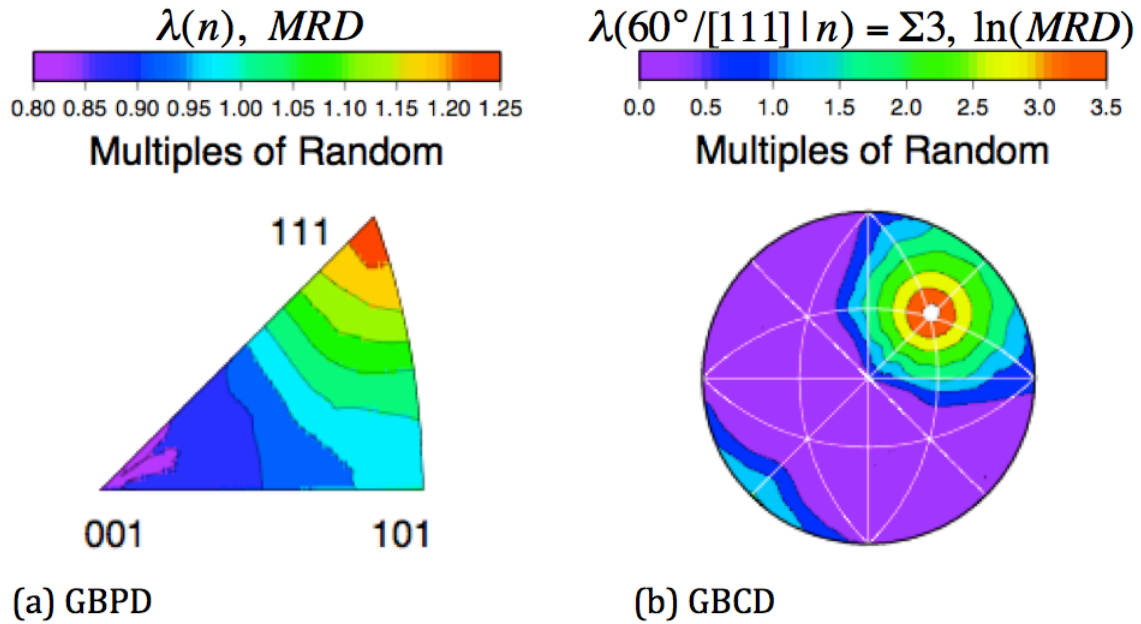 λ(n), MRD
0.80 0.85 0.90 0.95 1.00 1.05 1.10 1.15 1.20 1.25
Multiples of Random
111
001
101
(a) GBPD
λ(60°/[111] | n) = Σ3, ln(MRD)
0.0 0.5 1.0 1.5 2.0 2.5 3.0 3.5
Multiples of Random
(b) GBCD